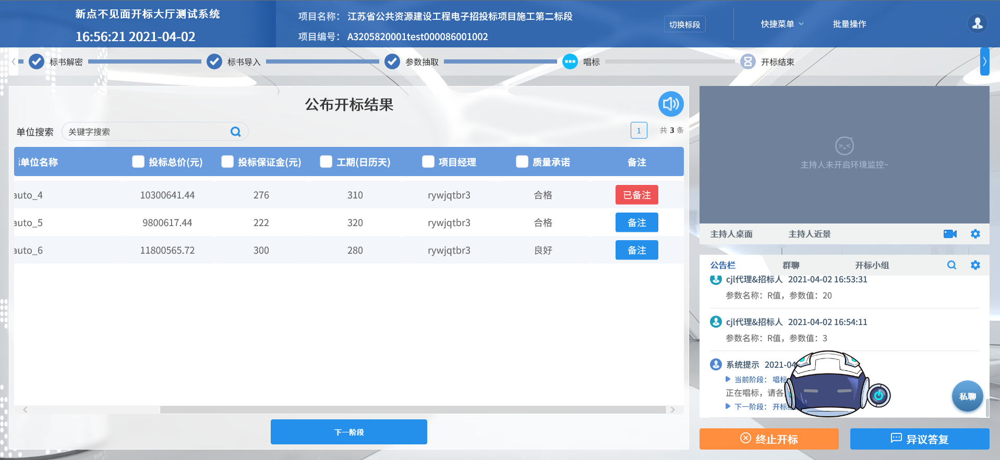 新点不见面开标大厅测试系统
16:56:21 2021-04-02
项目名称： 江苏省公共资源建设工程电子招投标项目施工第二标段
项目编号： A3205820001test000086001002
切换标段
快捷菜单
批量操作
标书解密
标书导入
参数抽取
唱标
开标结束
公布开标结果
单位搜索
关键字搜索
1
共 3 条
单位名称 投标总价(元) 投标保证金(元) 工期(日历天) 项目经理 质量承诺 备注
auto_4 10300641.44 276 310 rywjqtbr3 合格 已备注
auto_5 9800617.44 222 320 rywjqtbr3 合格 备注
auto_6 11800565.72 300 280 rywjqtbr3 良好 备注
下一阶段
主持人未开启环境监控~
主持人桌面
主持人近景
公告栏
群聊
开标小组
cjl代理&招标人 2021-04-02 16:53:31
参数名称：R值，参数值：20
cjl代理&招标人 2021-04-02 16:54:11
参数名称：R值，参数值：3
系统提示 2021-04
当前阶段： 唱标
正在唱标，请各
下一阶段： 开标
私聊
终止开标
异议答复